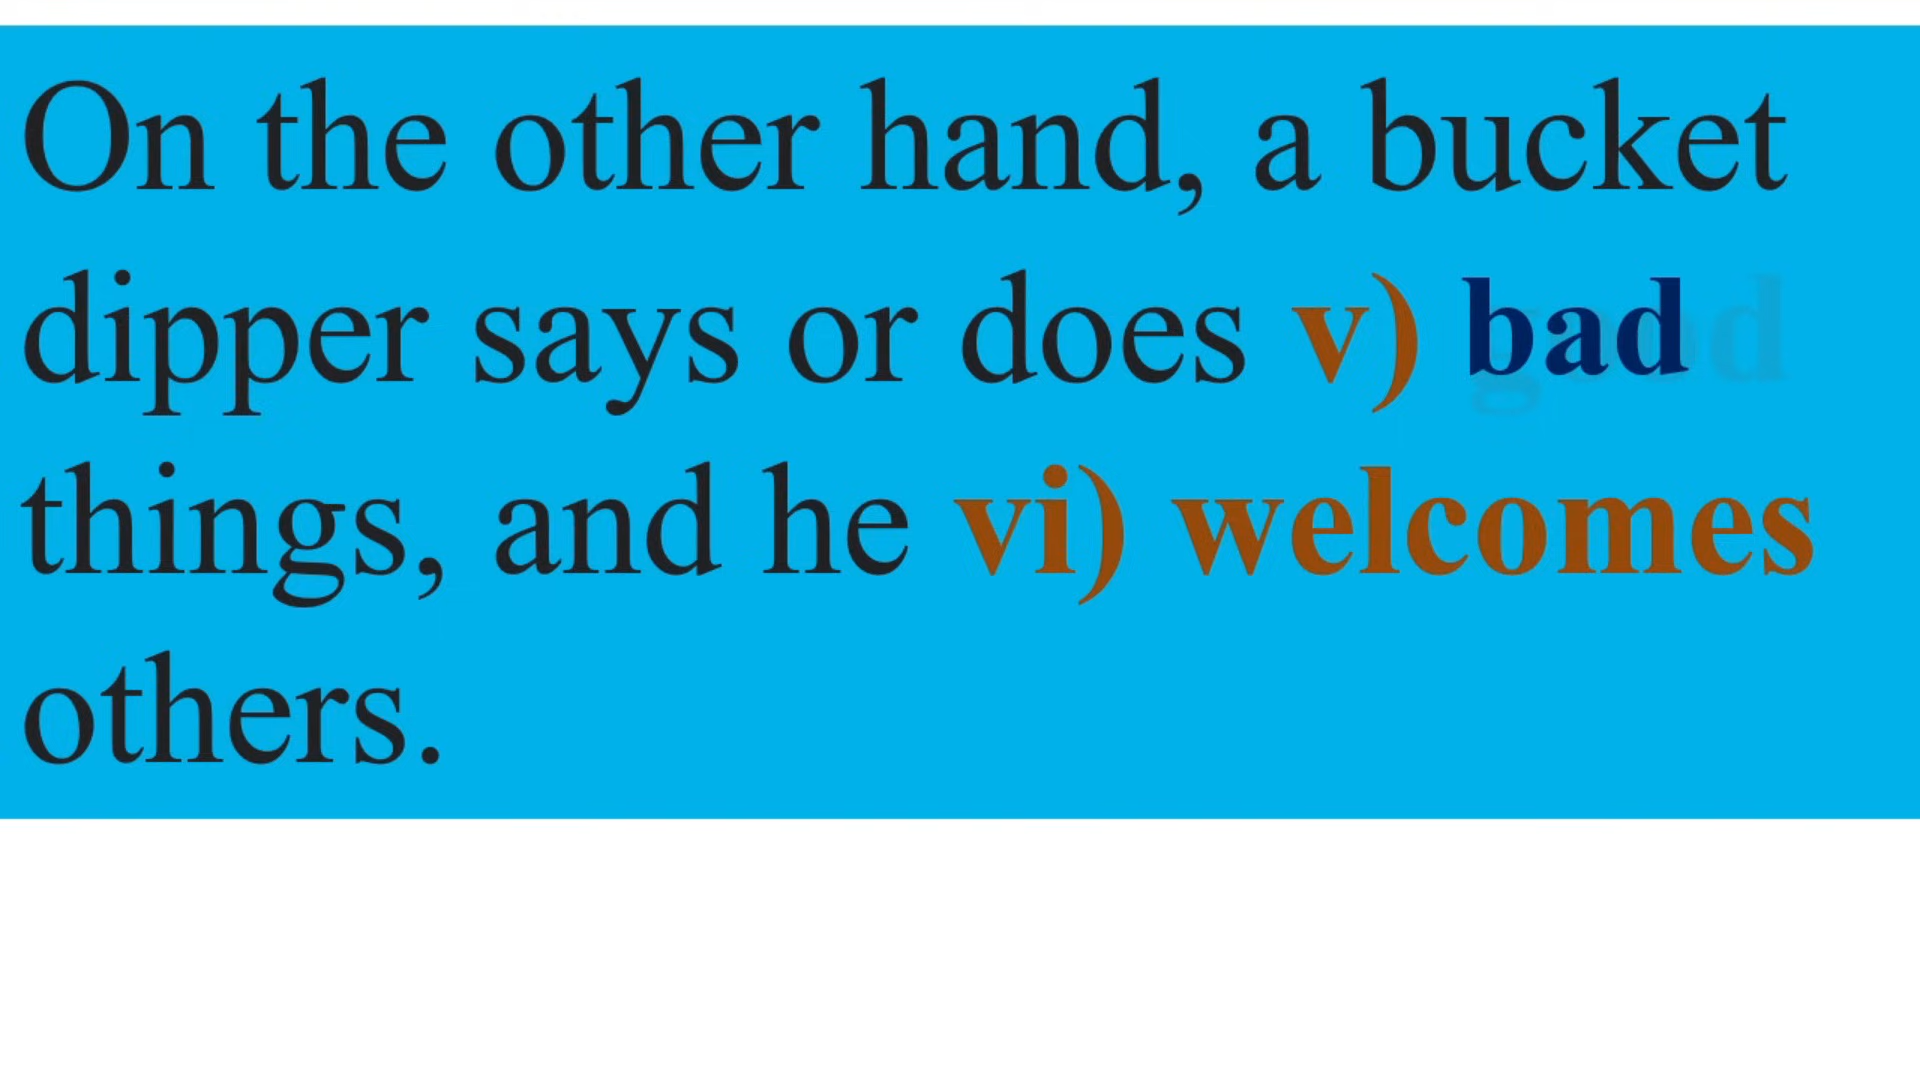 On the other hand, a bucket
dipper says or does v) bad
things, and he vi) welcomes
others.